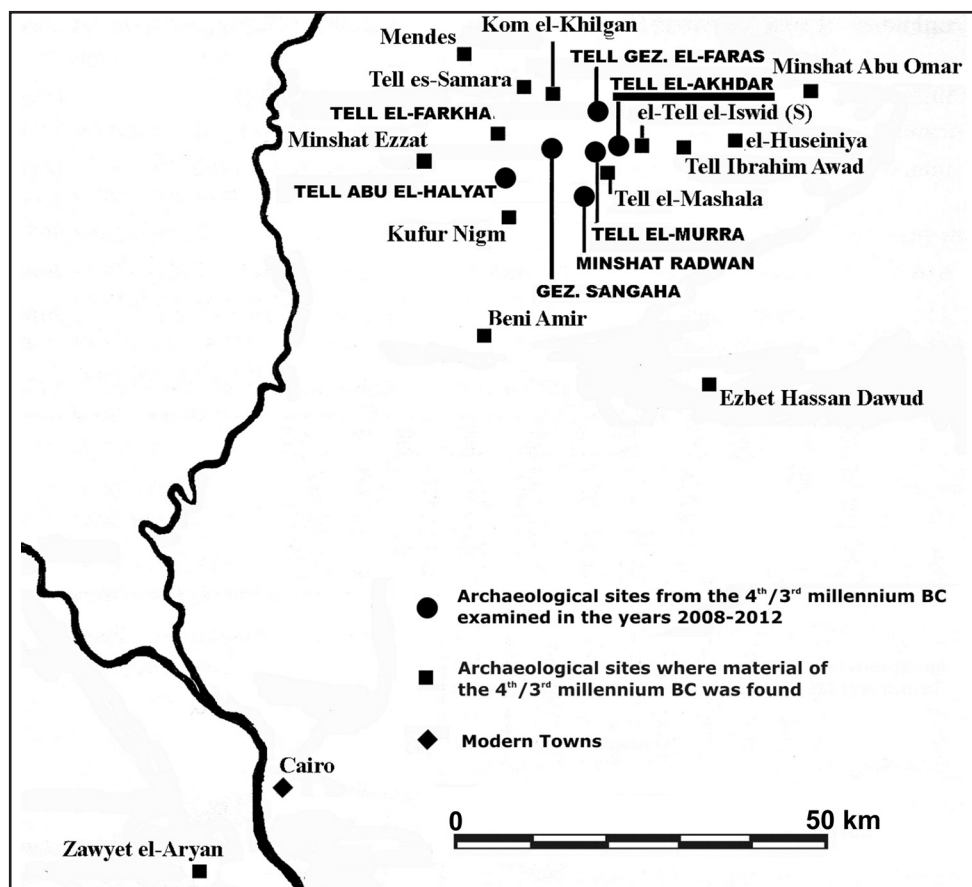 Kom el-Khilgan
Mendes
TELL GEZ. EL-FARAS
Minshat Abu Omar
Tell es-Samara
TELL EL-AKHDAR
TELL EL-FARKHA
el-Tell el-Iswid (S)
Minshat Ezzat
el-Huseiniya
Tell Ibrahim Awad
TELL ABU EL-HALYAT
Tell el-Mashala
Kufur Nigm
TELL EL-MURRA
MINSHAT RADWAN
GEZ. SANGAHA
Beni Amir
Ezbet Hassan Dawud
Archaeological sites from the 4th/3rd millennium BC
examined in the years 2008-2012
Archaeological sites where material of
the 4th/3rd millennium BC was found
Modern Towns
Cairo
0 50 km
Zawyet el-Aryan